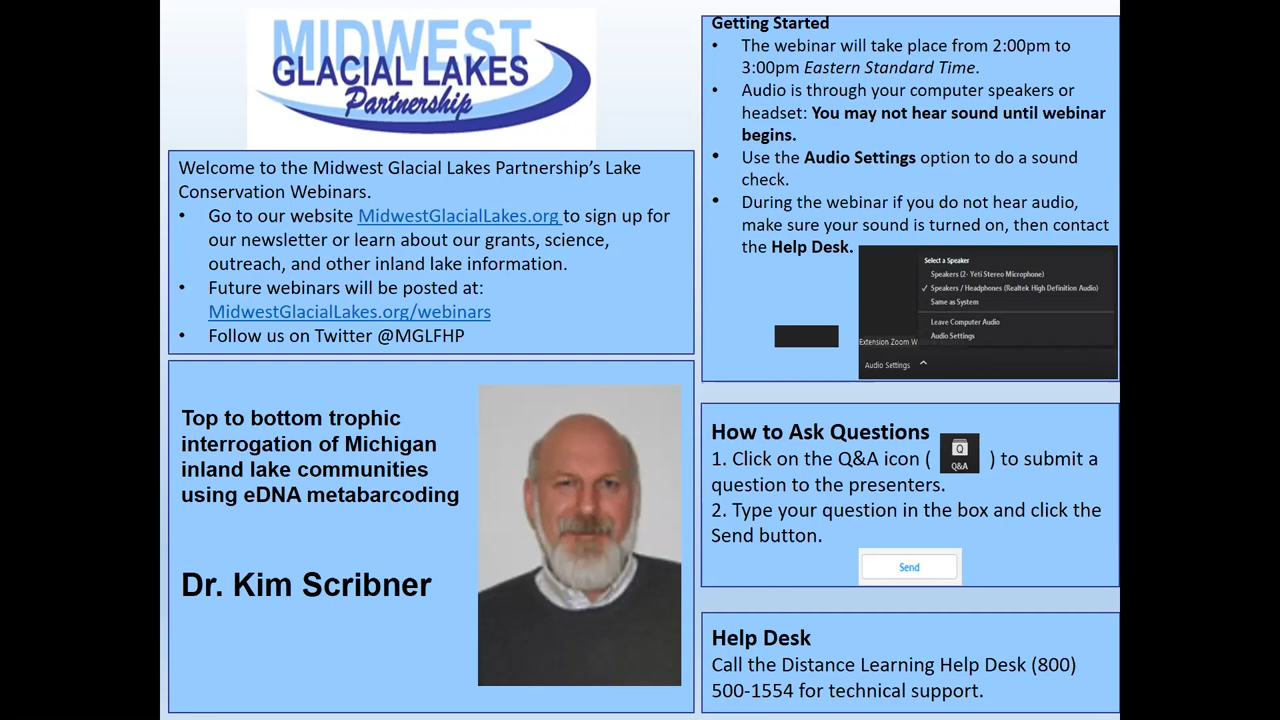 MIDWEST
GLACIAL LAKES
Partnership
Welcome to the Midwest Glacial Lakes Partnership's Lake
Conservation Webinars.
• Go to our website MidwestGlacialLakes.org to sign up for
our newsletter or learn about our grants, science,
outreach, and other inland lake information.
• Future webinars will be posted at:
MidwestGlacialLakes.org/webinars
• Follow us on Twitter @MGLFHP
Top to bottom trophic
interrogation of Michigan
inland lake communities
using eDNA metabarcoding
Dr. Kim Scribner
Getting Started
• The webinar will take place from 2:00pm to
3:00pm Eastern Standard Time.
• Audio is through your computer speakers or
headset: You may not hear sound until webinar
begins.
• Use the Audio Settings option to do a sound
check.
• During the webinar if you do not hear audio,
make sure your sound is turned on, then contact
the Help Desk.
Select a Speaker
Speakers (2- Yeti Stereo Microphone)
✓ Speakers / Headphones (Realtek High Definition Audio)
Same as System
Leave Computer Audio
Audio Settings
Extension Zoom W
Audio Settings ^
How to Ask Questions
1. Click on the Q&A icon ( Q Q&A ) to submit a
question to the presenters.
2. Type your question in the box and click the
Send button.
Send
Help Desk
Call the Distance Learning Help Desk (800)
500-1554 for technical support.